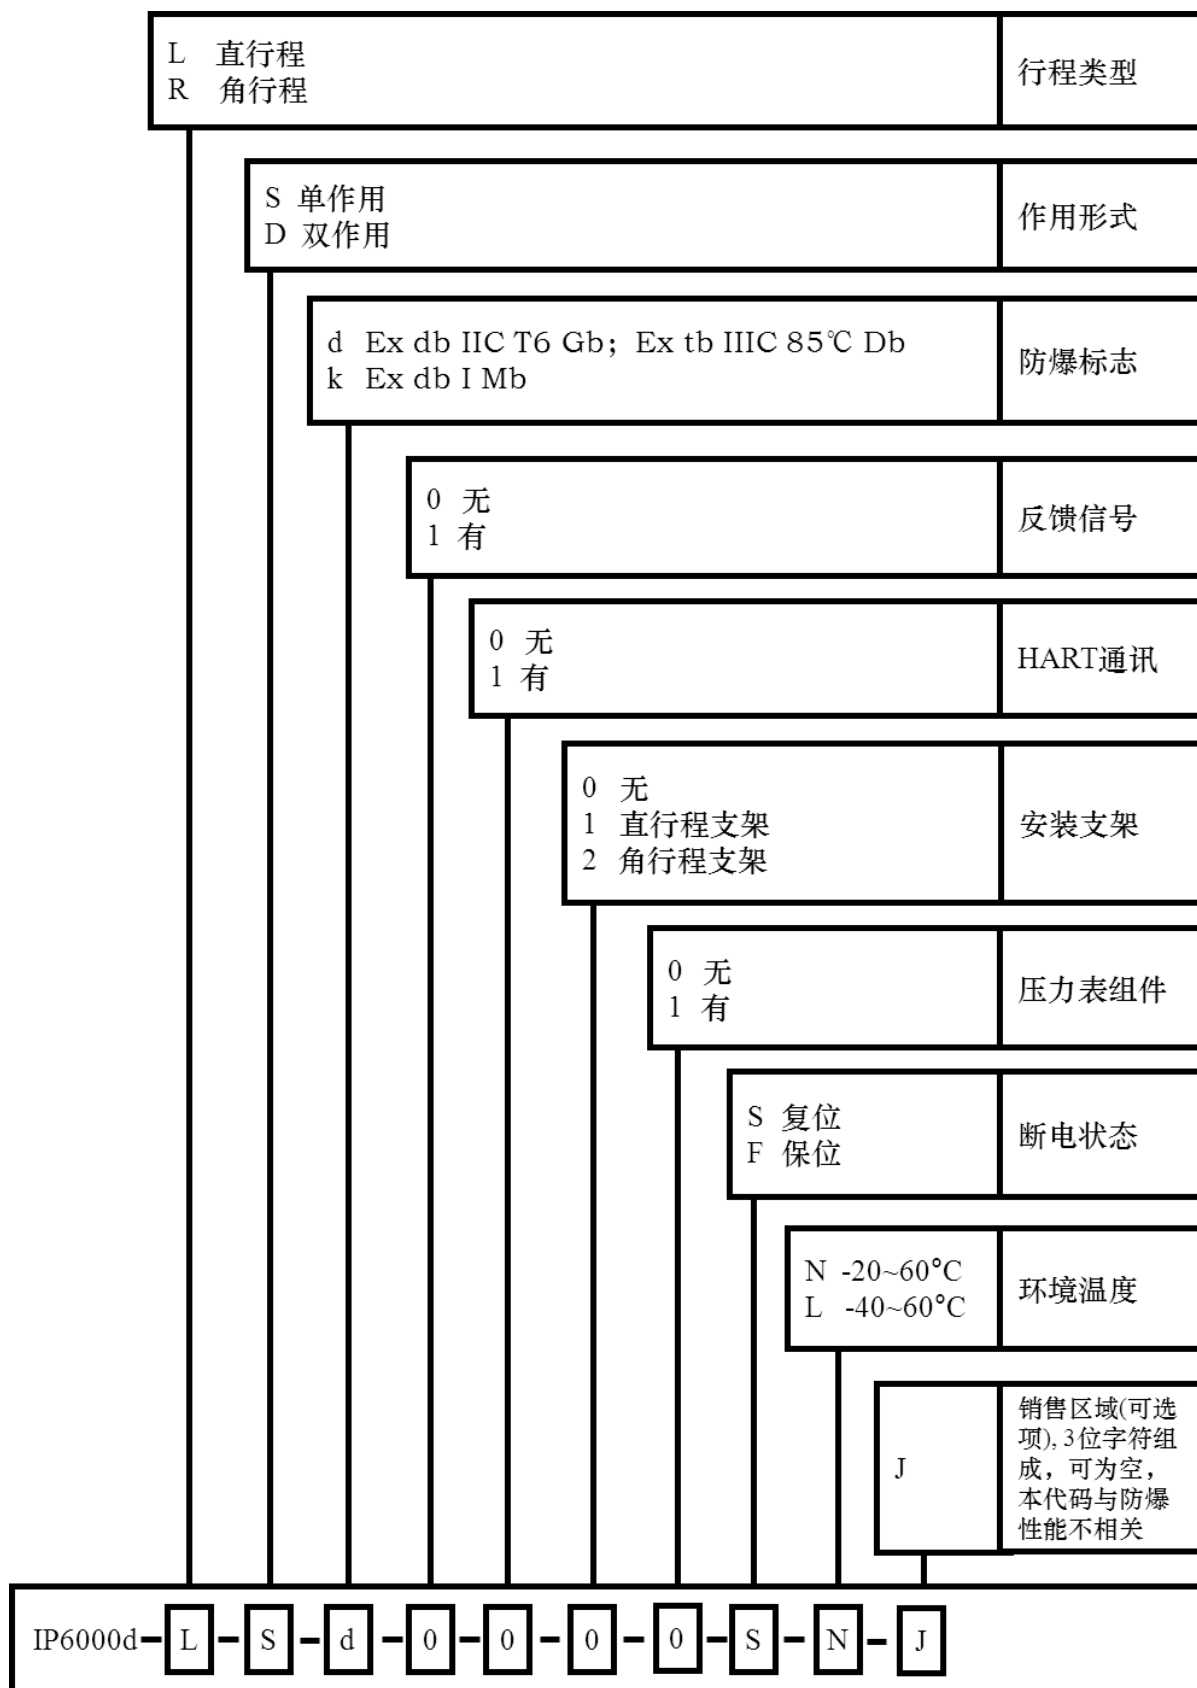 L 直行程
R 角行程
行程类型
S 单作用
D 双作用
作用形式
d Ex db IIC T6 Gb；Ex tb IIIC 85℃ Db
k Ex db I Mb
防爆标志
0 无
1 有
反馈信号
0 无
1 有
HART通讯
0 无
1 直行程支架
2 角行程支架
安装支架
0 无
1 有
压力表组件
S 复位
F 保位
断电状态
N -20~60°C
L -40~60°C
环境温度
J
销售区域(可选
项), 3位字符组
成，可为空，
本代码与防爆
性能不相关
IP6000d-L-S-d-0-0-0-0-S-N-J